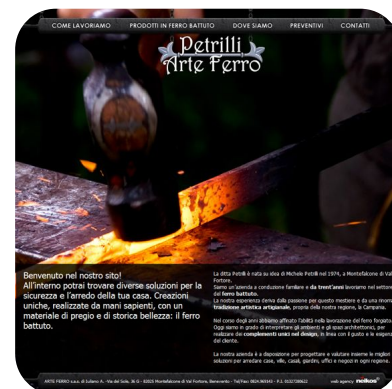 COME LAVORIAMO PRODOTTI IN FERRO BATTUTO DOVE SIAMO PREVENTIVI CONTATTI
Petrilli
Arte Ferro
Benvenuto nel nostro sito!
All'interno potrai trovare diverse soluzioni per la
sicurezza e l'arredo della tua casa. Creazioni
uniche, realizzate da mani sapienti, con un
materiale di pregio e di storica bellezza: il ferro
battuto.
La ditta Petrilli è nata su idea di Michele Petrilli nel 1974, a Montefalcone di Val
Fortore.
Siamo un'azienda a conduzione familiare e da trent'anni lavoriamo nel settore
del ferro battuto.
La nostra esperienza deriva dalla passione per questo mestiere e da una
tradizione artistica artigianale, propria della nostra regione, la Campania.
Nel corso degli anni abbiamo affinato l'abilità nella lavorazione del ferro forgiato.
Oggi siamo in grado di interpretare gli ambienti e gli spazi architettonici, per
realizzare dei complementi unici nel design, in linea con il gusto e le esigenze
del cliente.
La nostra azienda è a disposizione per progettare e valutare insieme le migliori
soluzioni per arredare case, ville, casali, giardini, uffici e negozi in ogni regione.
ARTE FERRO s.a.s. di Iuliano A. - Via del Sole, 36 G - 82025 Montefalcone di Val Fortore, Benevento - Tel/Fax:
web agency